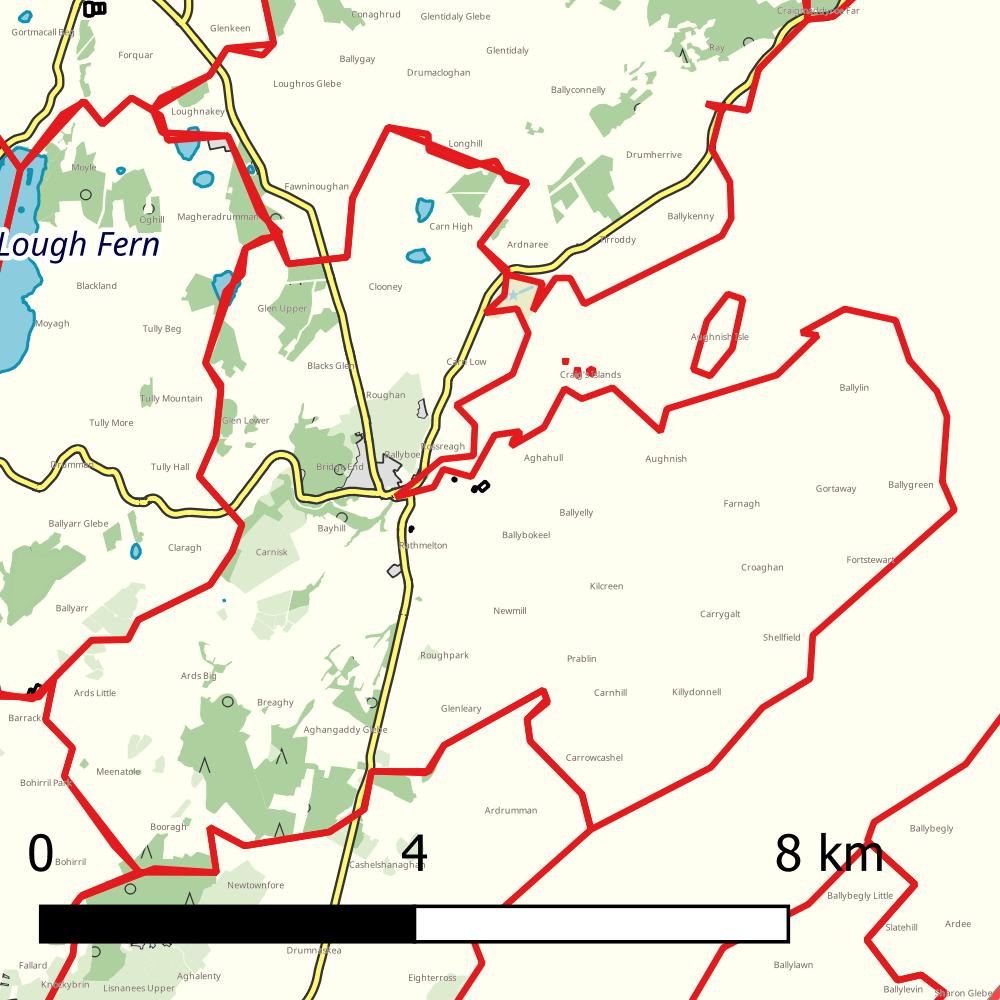 Craigmaddyroe Far
Conaghrud
Glentidaly Glebe
Glenkeen
Gortmacall Beg
Ray
Glentidaly
Forquar
Ballygay
Drumacloghan
Loughros Glebe
Ballyconnelly
Loughnakey
Longhill
Drumherrive
Moyle
Fawninoughan
Oghill
Magheradrumman
Ballykenny
Carn High
Lough Fern
Ardnaree
Tirroddy
Blackland
Clooney
Glen Upper
Moyagh
Tully Beg
Aughnish Isle
Carn Low
Blacks Glen
Craig's Islands
Ballylin
Roughan
Tully Mountain
Tully More
Glen Lower
Rossreagh
Ballyboe
Aghahull
Aughnish
Drummen
Tully Hall
Bridge End
Ballygreen
Gortaway
Farnagh
Ballyelly
Ballyarr Glebe
Bayhill
Ballybokeel
Claragh
Carnisk
Rathmelton
Fortstewart
Croaghan
Kilcreen
Ballyarr
Newmill
Carrygalt
Shellfield
Roughpark
Prablin
Ards Big
Ards Little
Carnhill
Killydonnell
Breaghy
Glenleary
Barrack
Aghangaddy Glebe
Carrowcashel
Meenatole
Bohirril Park
Ardrumman
Booragh
Ballybegly
0 4 8 km
Bohirril
Cashelshanaghan
Newtownfore
Ballybegly Little
Slatehill
Ardee
Drumnaskea
Fallard
Ballylawn
Aghalenty
Eighterross
Knockybrin
Lisnanees Upper
Ballylevin
Sharon Glebe